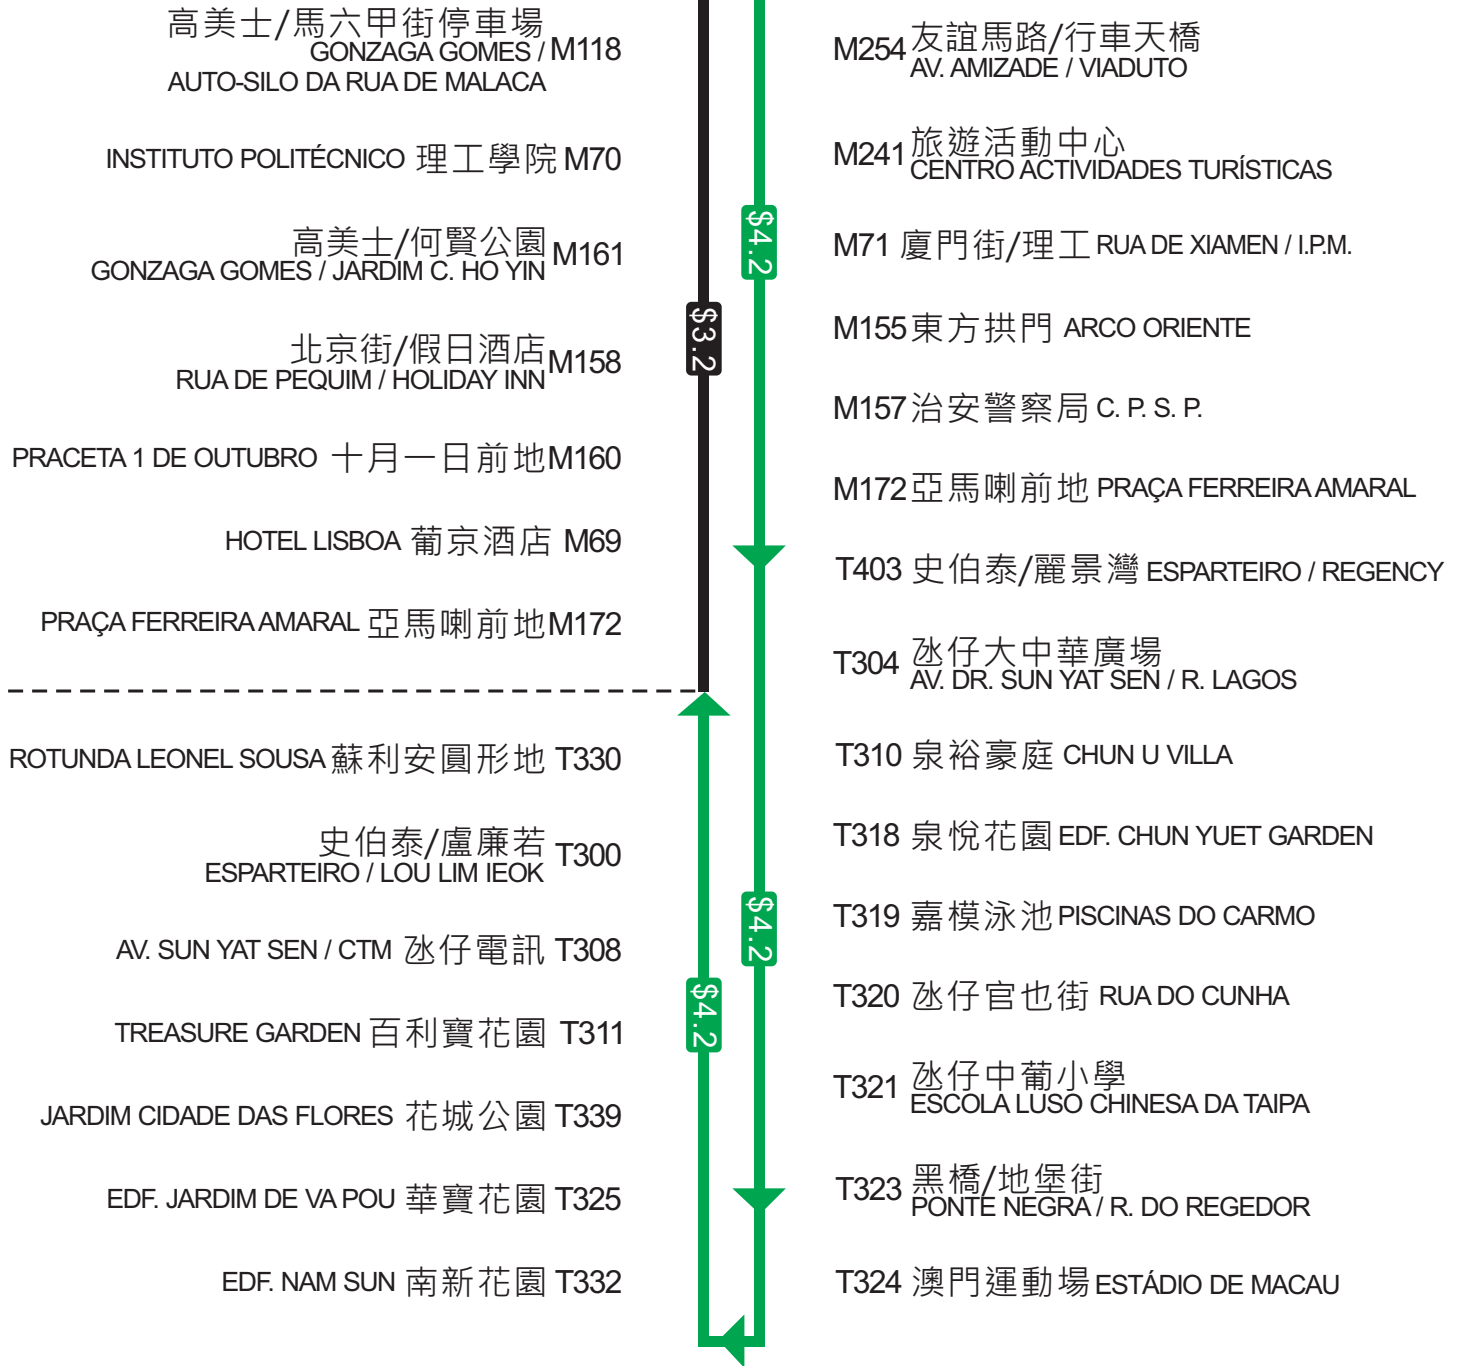 高美士/馬六甲街停車場
GONZAGA GOMES / M118
AUTO-SILO DA RUA DE MALACA
INSTITUTO POLITÉCNICO 理工學院 M70
高美士/何賢公園 M161
GONZAGA GOMES / JARDIM C. HO YIN
北京街/假日酒店 M158
RUA DE PEQUIM / HOLIDAY INN
PRACETA 1 DE OUTUBRO 十月一日前地 M160
HOTEL LISBOA 葡京酒店 M69
PRAÇA FERREIRA AMARAL 亞馬喇前地 M172
ROTUNDA LEONEL SOUSA 蘇利安圓形地 T330
史伯泰/盧廉若 T300
ESPARTEIRO / LOU LIM IEOK
AV. SUN YAT SEN / CTM 氹仔電訊 T308
TREASURE GARDEN 百利寶花園 T311
JARDIM CIDADE DAS FLORES 花城公園 T339
EDF. JARDIM DE VA POU 華寶花園 T325
EDF. NAM SUN 南新花園 T332
$3.2
$4.2
$4.2
$4.2
M254 友誼馬路/行車天橋
AV. AMIZADE / VIADUTO
M241 旅遊活動中心
CENTRO ACTIVIDADES TURÍSTICAS
M71 廈門街/理工 RUA DE XIAMEN / I.P.M.
M155 東方拱門 ARCO ORIENTE
M157 治安警察局 C. P. S. P.
M172 亞馬喇前地 PRAÇA FERREIRA AMARAL
T403 史伯泰/麗景灣 ESPARTEIRO / REGENCY
T304 氹仔大中華廣場
AV. DR. SUN YAT SEN / R. LAGOS
T310 泉裕豪庭 CHUN U VILLA
T318 泉悅花園 EDF. CHUN YUET GARDEN
T319 嘉模泳池 PISCINAS DO CARMO
T320 氹仔官也街 RUA DO CUNHA
T321 氹仔中葡小學
ESCOLA LUSO CHINESA DA TAIPA
T323 黑橋/地堡街
PONTE NEGRA / R. DO REGEDOR
T324 澳門運動場 ESTÁDIO DE MACAU